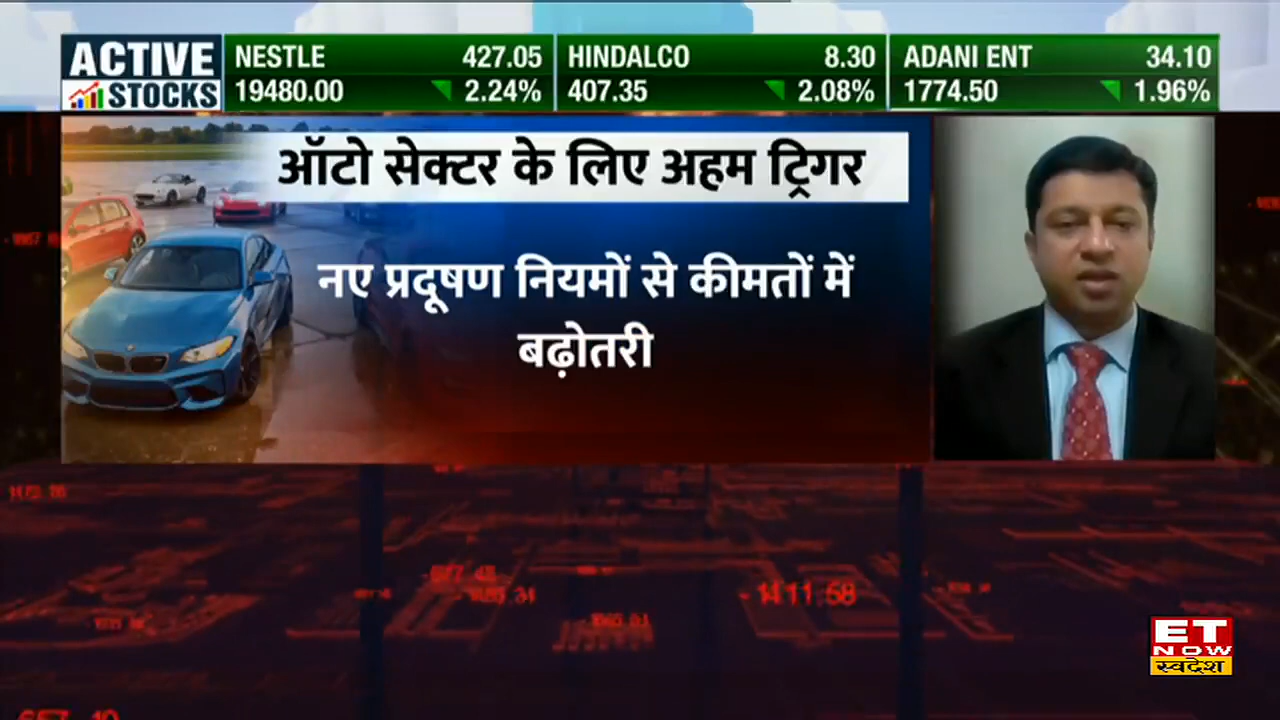 ACTIVE
STOCKS
NESTLE 427.05
19480.00 2.24%
HINDALCO 8.30
407.35 2.08%
ADANI ENT 34.10
1774.50 1.96%
ऑटो सेक्टर के लिए अहम ट्रिगर
नए प्रदूषण नियमों से कीमतों में
बढ़ोतरी
- 1411.58
ET
NOW
स्वदेश